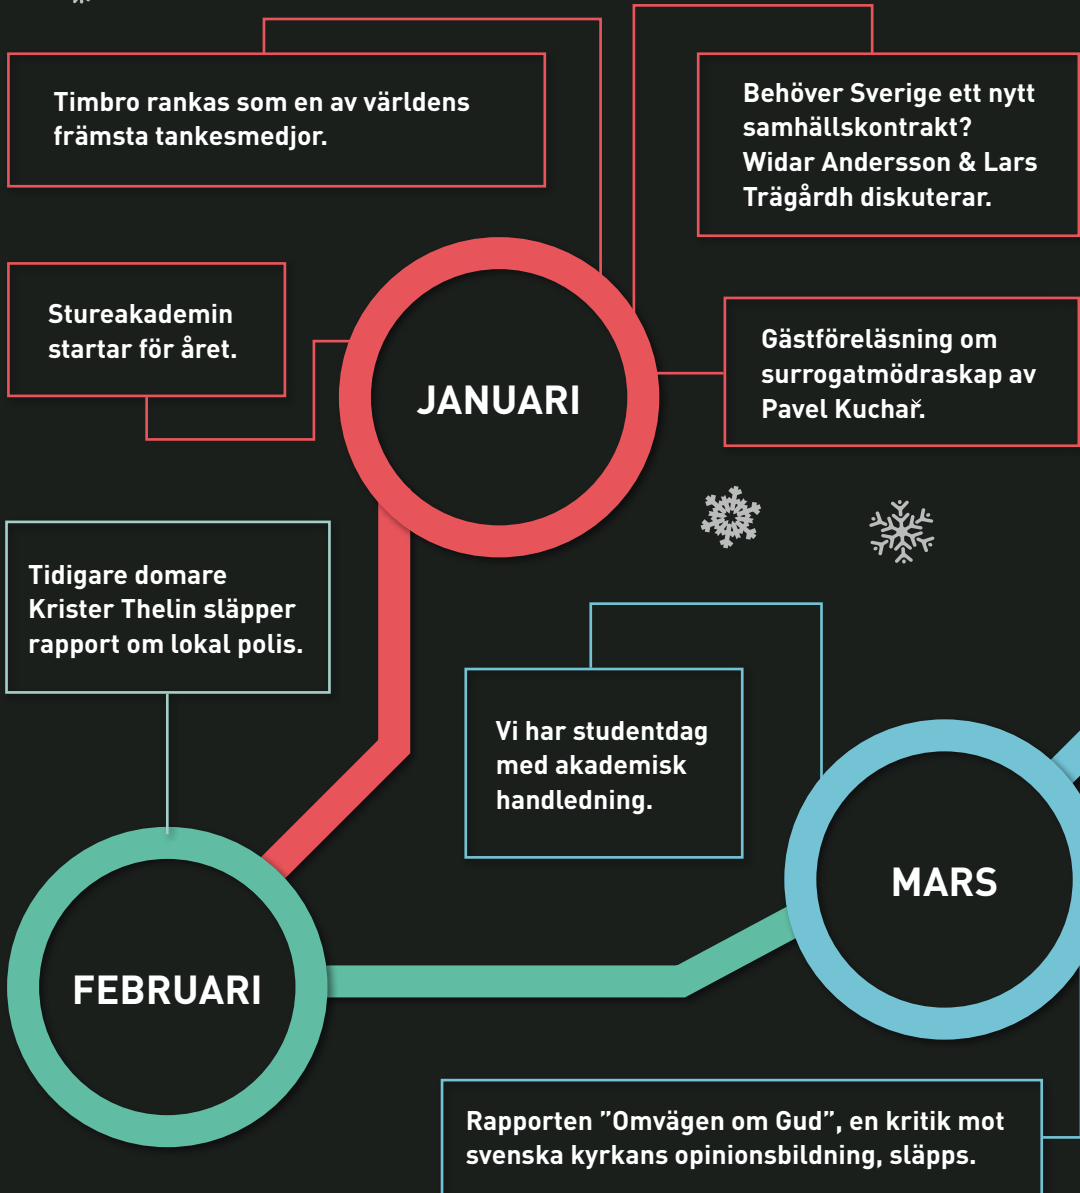 Timbro rankas som en av världens
främsta tankesmedjor.
Behöver Sverige ett nytt
samhällskontrakt?
Widar Andersson & Lars
Trägårdh diskuterar.
Stureakademin
startar för året.
Gästföreläsning om
surrogatmödraskap av
Pavel Kuchař.
JANUARI
Tidigare domare
Krister Thelin släpper
rapport om lokal polis.
Vi har studentdag
med akademisk
handledning.
MARS
FEBRUARI
Rapporten ”Omvägen om Gud”, en kritik mot
svenska kyrkans opinionsbildning, släpps.